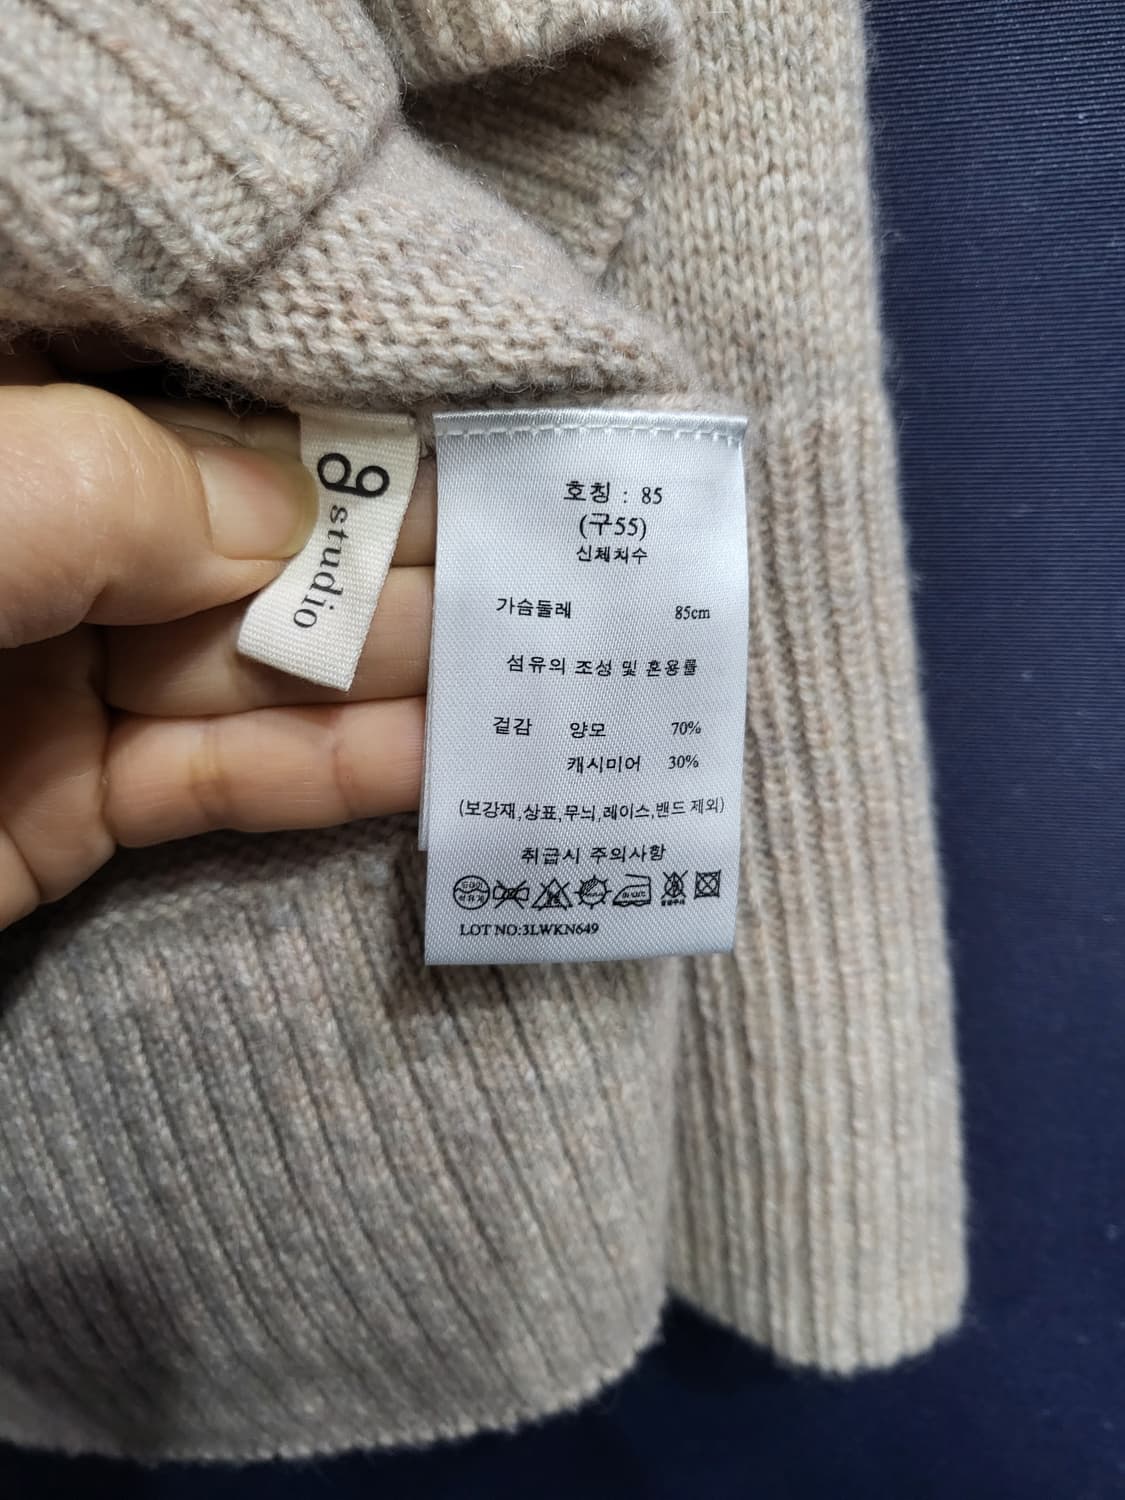 g studio
호칭 : 85
(구55)
신체치수
가슴둘레 85cm
섬유의 조성 및 혼용률
겉감 양모 70%
캐시미어 30%
(보강재,상표,무늬,레이스,밴드 제외)
취급시 주의사항
LOT NO:3LWKN649